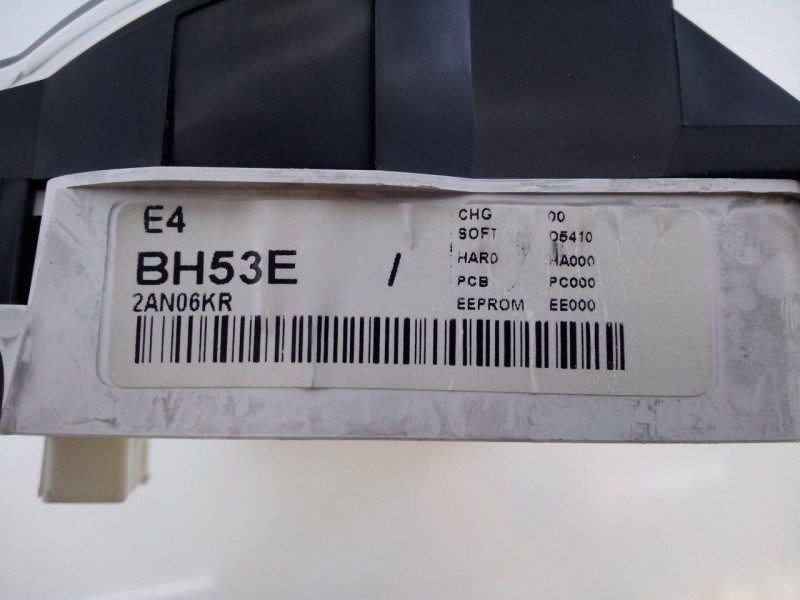 E4
BH53E /
2AN06KR
CHG 00
SOFT 05410
HARD HA000
PCB PC000
EEPROM EE000